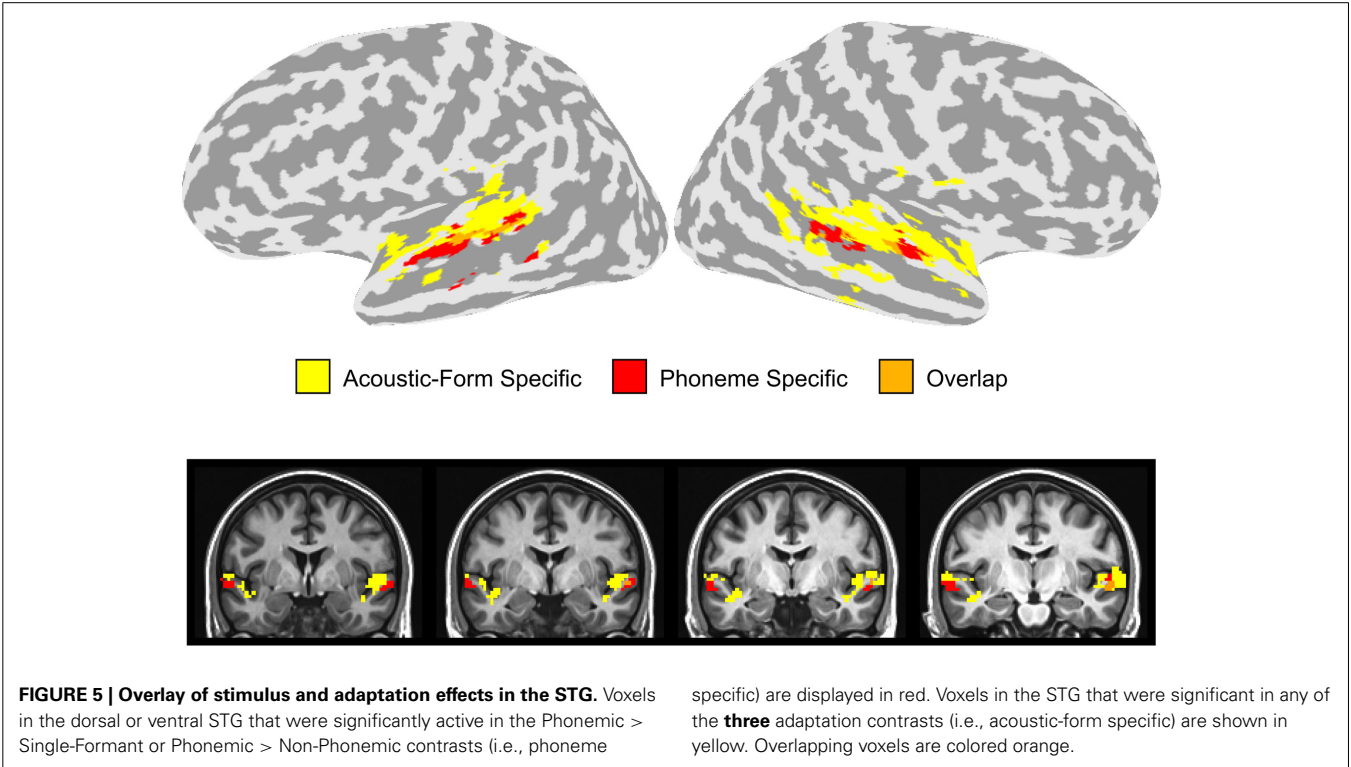 Acoustic-Form Specific Phoneme Specific Overlap
FIGURE 5 | Overlay of stimulus and adaptation effects in the STG. Voxels
in the dorsal or ventral STG that were significantly active in the Phonemic >
Single-Formant or Phonemic > Non-Phonemic contrasts (i.e., phoneme
specific) are displayed in red. Voxels in the STG that were significant in any of
the three adaptation contrasts (i.e., acoustic-form specific) are shown in
yellow. Overlapping voxels are colored orange.